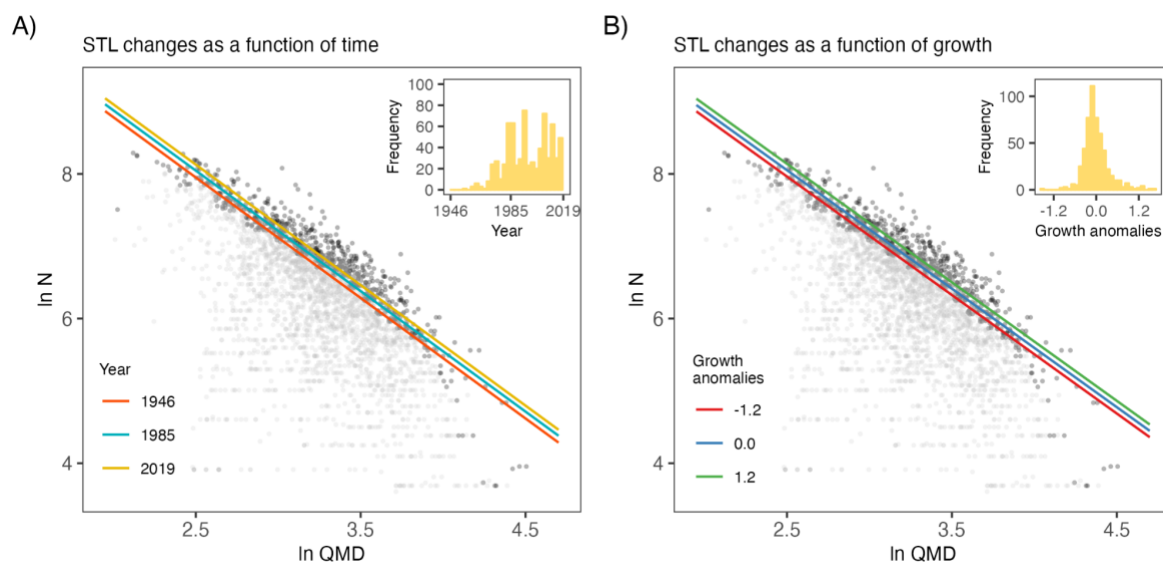 A)
STL changes as a function of time
ln N
8
6
4
2.5
3.5
4.5
ln QMD
Year
1946
1985
2019
Frequency
100
80
60
40
20
0
1946
1985
2019
Year
B)
STL changes as a function of growth
ln N
8
6
4
2.5
3.5
4.5
ln QMD
Growth
anomalies
-1.2
0.0
1.2
Frequency
100
50
0
-1.2
0.0
1.2
Growth anomalies